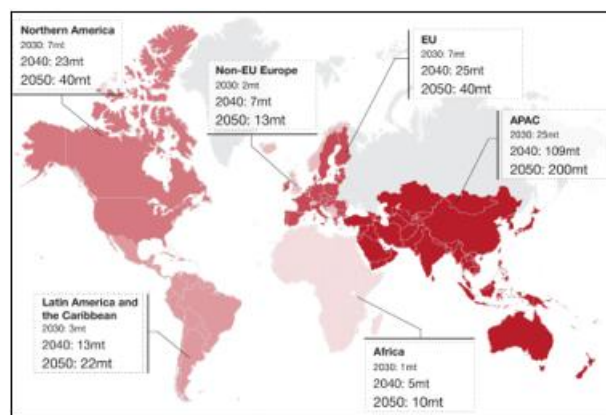 Northern America
2030: 7mt
2040: 23mt
2050: 40mt
Non-EU Europe
2030: 2mt
2040: 7mt
2050: 13mt
EU
2030: 7mt
2040: 25mt
2050: 40mt
APAC
2030: 25mt
2040: 109mt
2050: 200mt
Latin America and
the Caribbean
2030: 3mt
2040: 13mt
2050: 22mt
Africa
2030: 1mt
2040: 5mt
2050: 10mt